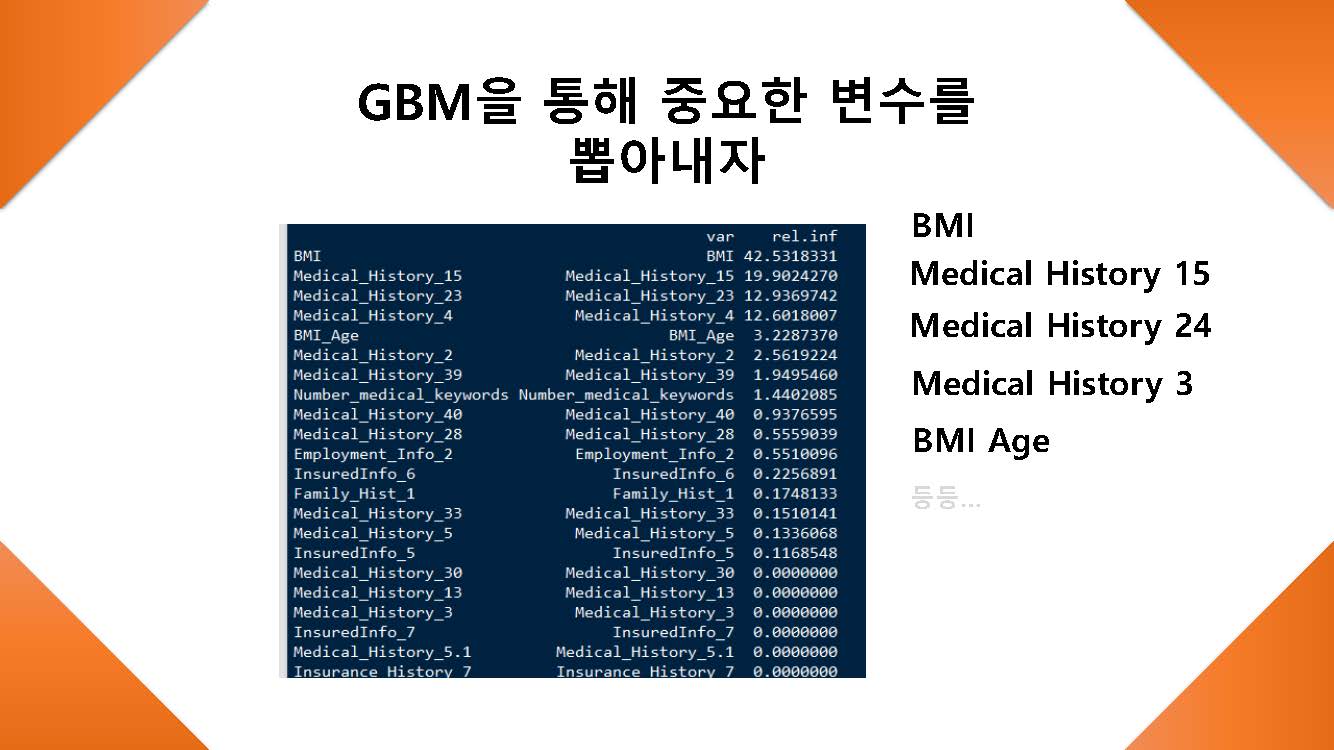 GBM을 통해 중요한 변수를
뽑아내자
var rel.inf
BMI BMI 42.5318331
Medical_History_15 Medical_History_15 19.9024270
Medical_History_23 Medical_History_23 12.9369742
Medical_History_4 Medical_History_4 12.6018007
BMI_Age BMI_Age 3.2287370
Medical_History_2 Medical_History_2 2.5619224
Medical_History_39 Medical_History_39 1.9495460
Number_medical_keywords Number_medical_keywords 1.4402085
Medical_History_40 Medical_History_40 0.9376595
Medical_History_28 Medical_History_28 0.5559039
Employment_Info_2 Employment_Info_2 0.5510096
InsuredInfo_6 InsuredInfo_6 0.2256891
Family_Hist_1 Family_Hist_1 0.1748133
Medical_History_33 Medical_History_33 0.1510141
Medical_History_5 Medical_History_5 0.1336068
InsuredInfo_5 InsuredInfo_5 0.1168548
Medical_History_30 Medical_History_30 0.0000000
Medical_History_13 Medical_History_13 0.0000000
Medical_History_3 Medical_History_3 0.0000000
InsuredInfo_7 InsuredInfo_7 0.0000000
Medical_History_5.1 Medical_History_5.1 0.0000000
Insurance_History_7 Insurance_History_7 0.0000000
BMI
Medical History 15
Medical History 24
Medical History 3
BMI Age
등등...